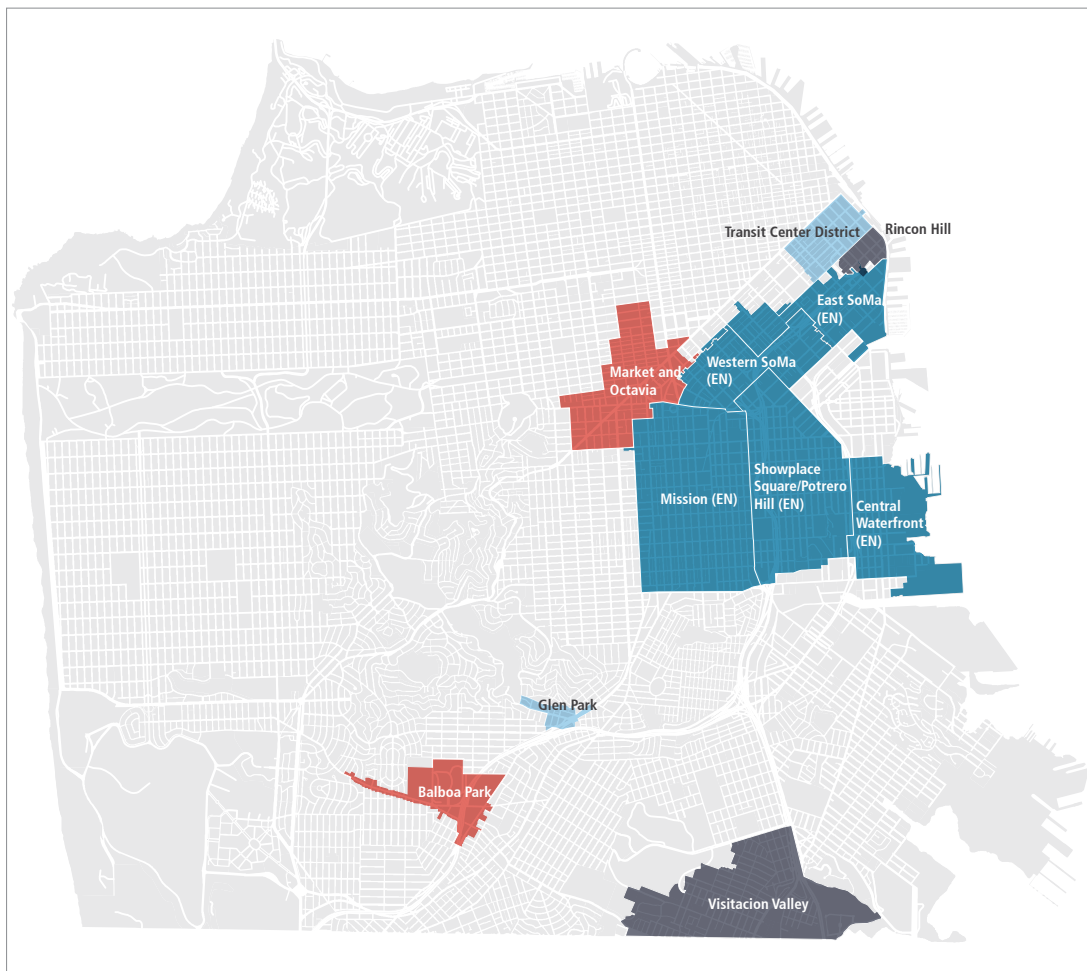 Transit Center District
Rincon Hill
East SoMa
(EN)
Western SoMa
(EN)
Market and
Octavia
Mission (EN)
Showplace
Square/Potrero
Hill (EN)
Central
Waterfront
(EN)
Glen Park
Balboa Park
Visitacion Valley